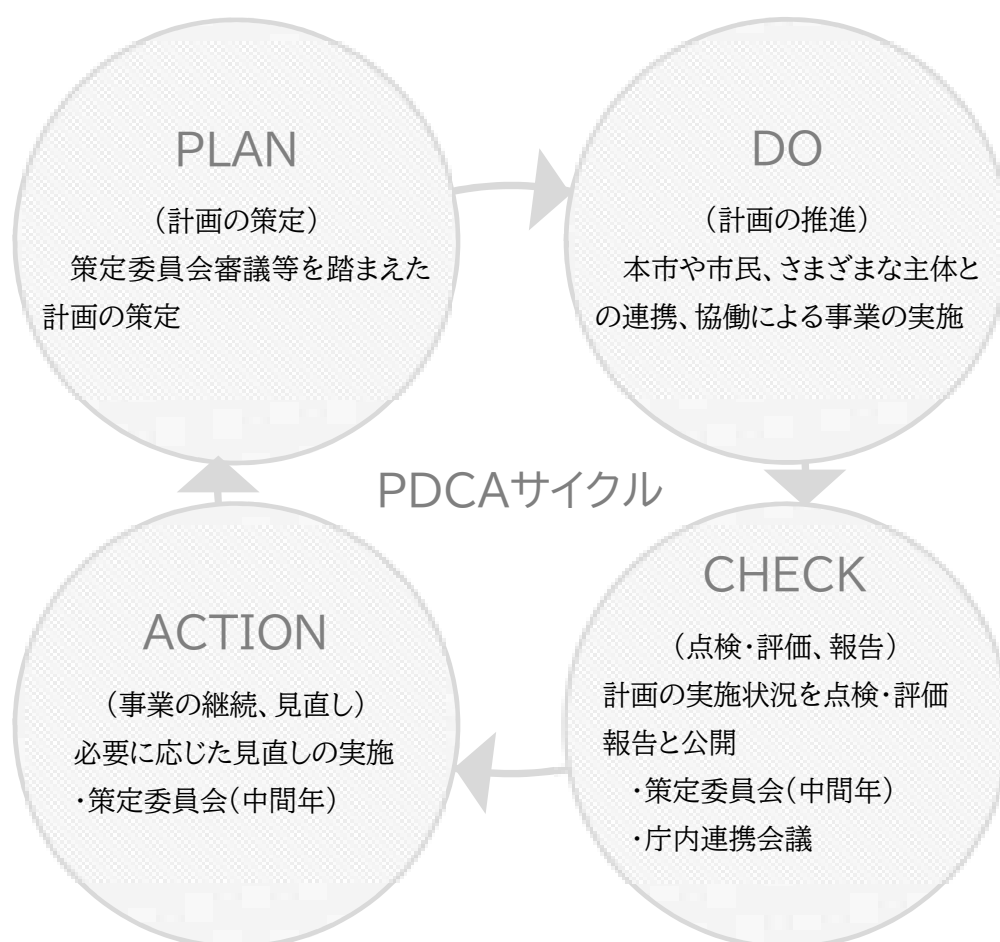 PLAN
（計画の策定）
策定委員会審議等を踏まえた
計画の策定
DO
（計画の推進）
本市や市民、さまざまな主体と
の連携、協働による事業の実施
PDCAサイクル
ACTION
（事業の継続、見直し）
必要に応じた見直しの実施
・策定委員会（中間年）
CHECK
（点検・評価、報告）
計画の実施状況を点検・評価
報告と公開
・策定委員会（中間年）
・庁内連携会議